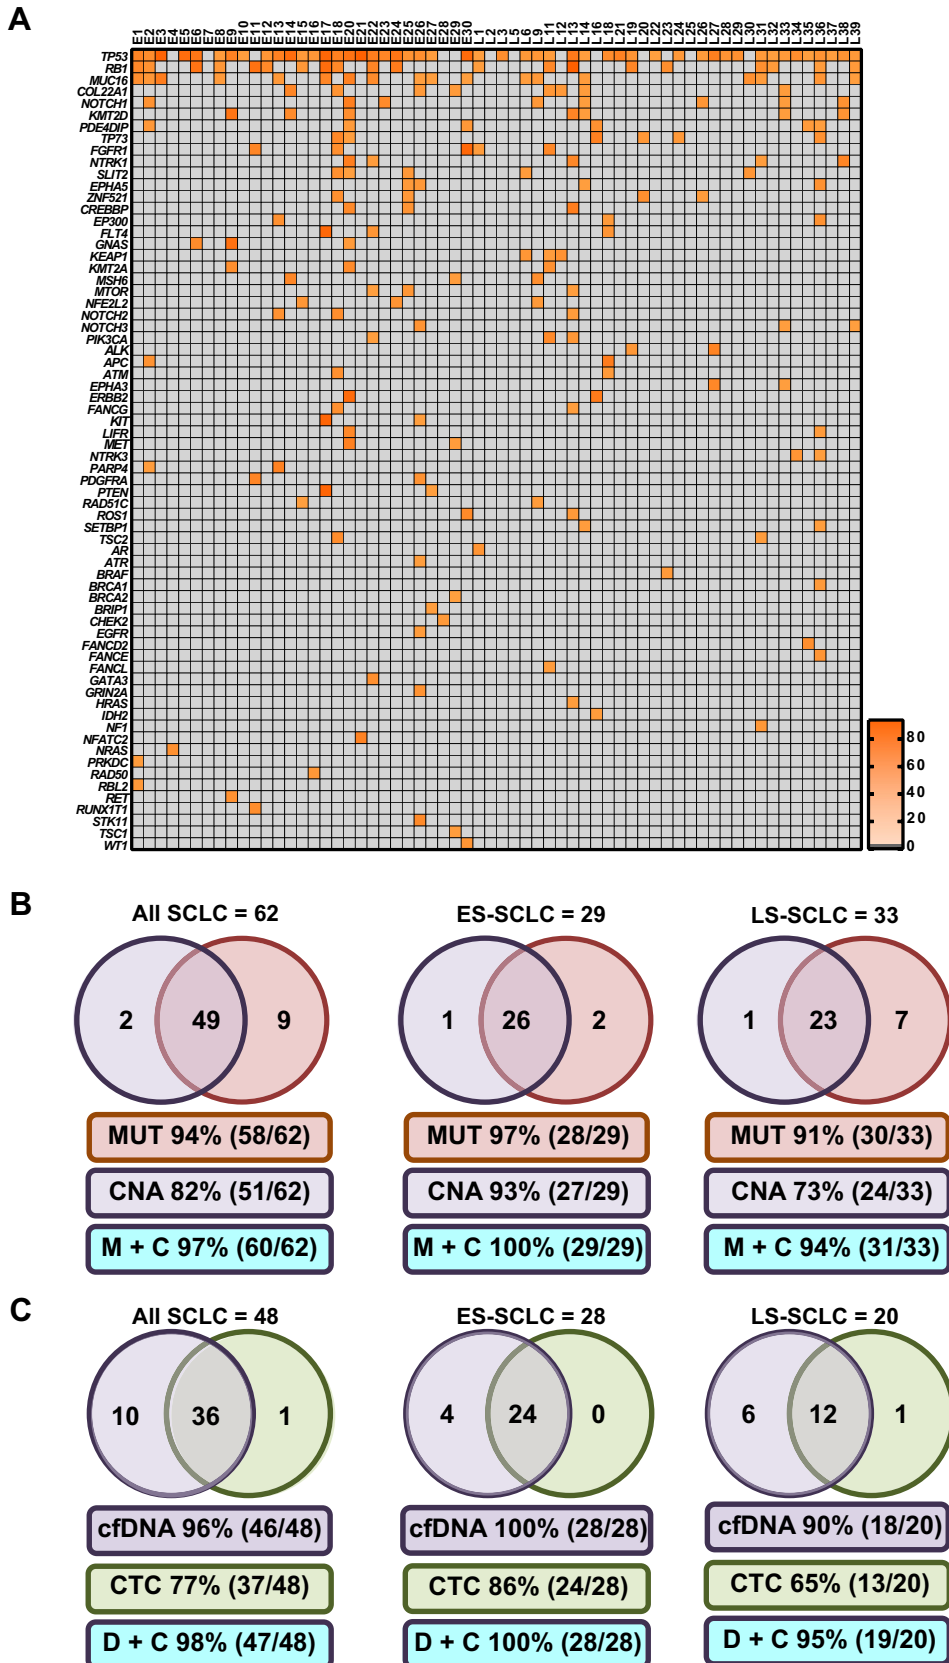 A
E1 E2 E3 E4 E5 E6 E7 E8 E9 E10 E11 E12 E13 E14 E15 E16 E17 E18 E20 E21 E22 E23 E24 E25 E26 E27 E28 E29 E30 L1 L2 L3 L5 L6 L9 L11 L12 L13 L14 L16 L18 L19 L20 L21 L22 L23 L24 L25 L26 L27 L28 L29 L30 L31 L32 L33 L34 L35 L36 L37 L38 L39
TP53
RB1
MUC16
COL22A1
NOTCH1
KMT2D
PDE4DIP
TP73
FGFR1
NTRK1
SLIT2
EPHA5
ZNF521
CREBBP
EP300
FLT4
GNAS
KEAP1
KMT2A
MSH6
MTOR
NFE2L2
NOTCH2
NOTCH3
PIK3CA
ALK
APC
ATM
EPHA3
ERBB2
FANCG
KIT
LIFR
MET
NTRK3
PARP4
PDGFRA
PTEN
RAD51C
ROS1
SETBP1
TSC2
AR
ATR
BRAF
BRCA1
BRCA2
BRIP1
CHEK2
EGFR
FANCD2
FANCE
FANCL
GATA3
GRIN2A
HRAS
IDH2
NF1
NFATC2
NRAS
PRKDC
RAD50
RBL2
RET
RUNX1T1
STK11
TSC1
WT1
80
60
40
20
0
B
All SCLC = 62
ES-SCLC = 29
LS-SCLC = 33
2 49 9
1 26 2
1 23 7
MUT 94% (58/62)
MUT 97% (28/29)
MUT 91% (30/33)
CNA 82% (51/62)
CNA 93% (27/29)
CNA 73% (24/33)
M + C 97% (60/62)
M + C 100% (29/29)
M + C 94% (31/33)
C
All SCLC = 48
ES-SCLC = 28
LS-SCLC = 20
10 36 1
4 24 0
6 12 1
cfDNA 96% (46/48)
cfDNA 100% (28/28)
cfDNA 90% (18/20)
CTC 77% (37/48)
CTC 86% (24/28)
CTC 65% (13/20)
D + C 98% (47/48)
D + C 100% (28/28)
D + C 95% (19/20)